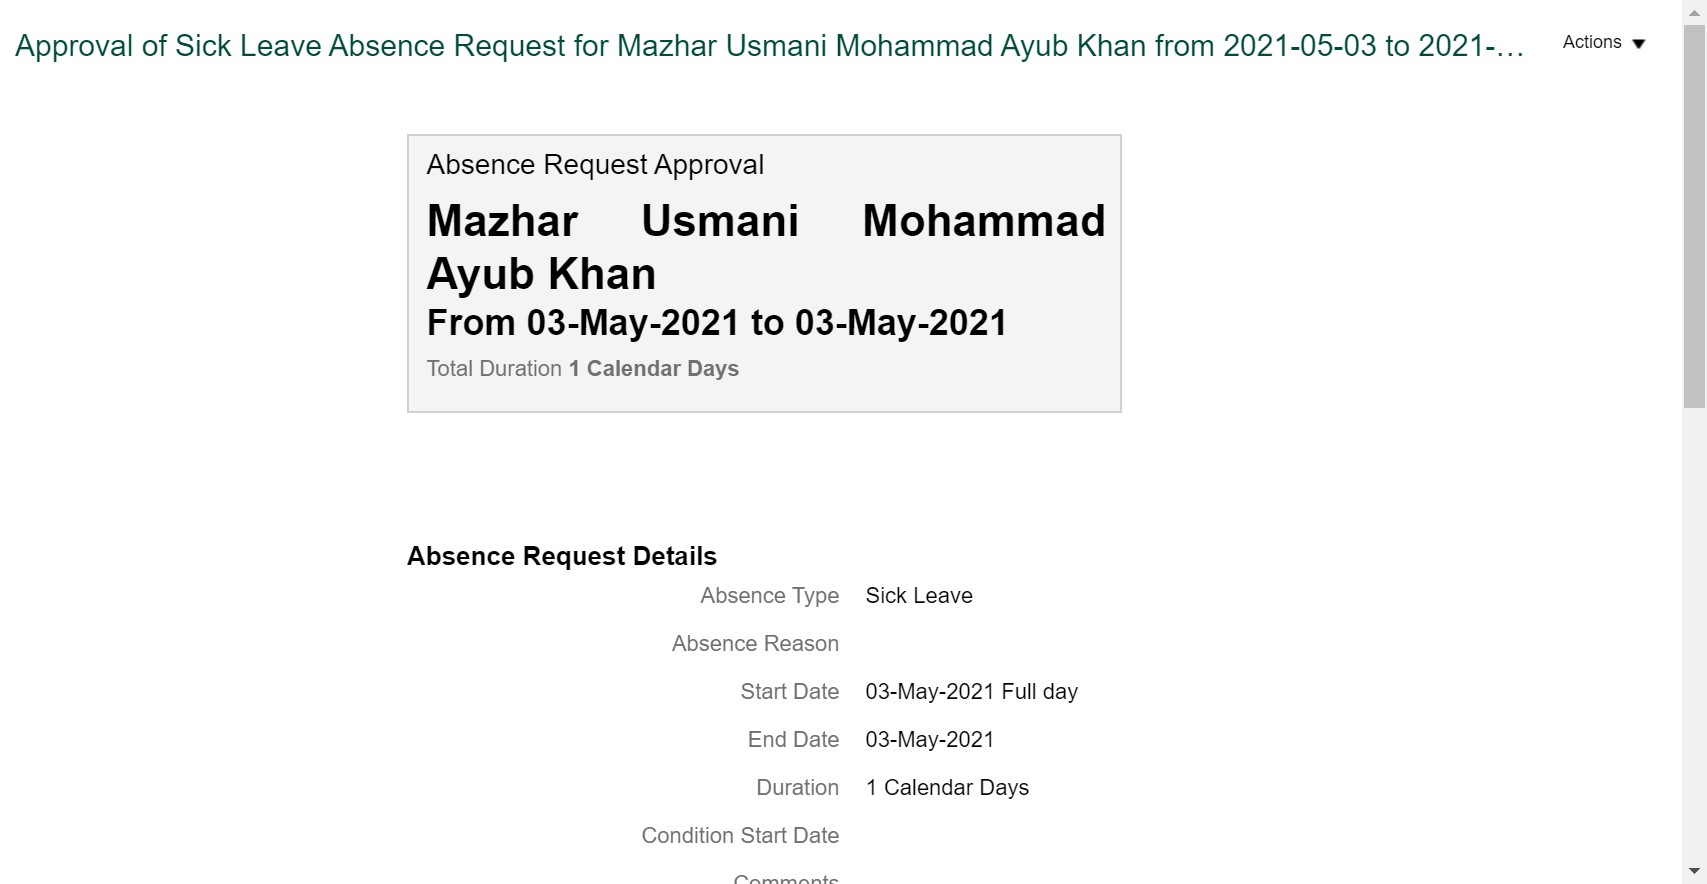 Approval of Sick Leave Absence Request for Mazhar Usmani Mohammad Ayub Khan from 2021-05-03 to 2021-...
Actions
Absence Request Approval
Mazhar Usmani Mohammad
Ayub Khan
From 03-May-2021 to 03-May-2021
Total Duration 1 Calendar Days
Absence Request Details
Absence Type Sick Leave
Absence Reason
Start Date 03-May-2021 Full day
End Date 03-May-2021
Duration 1 Calendar Days
Condition Start Date
Comments